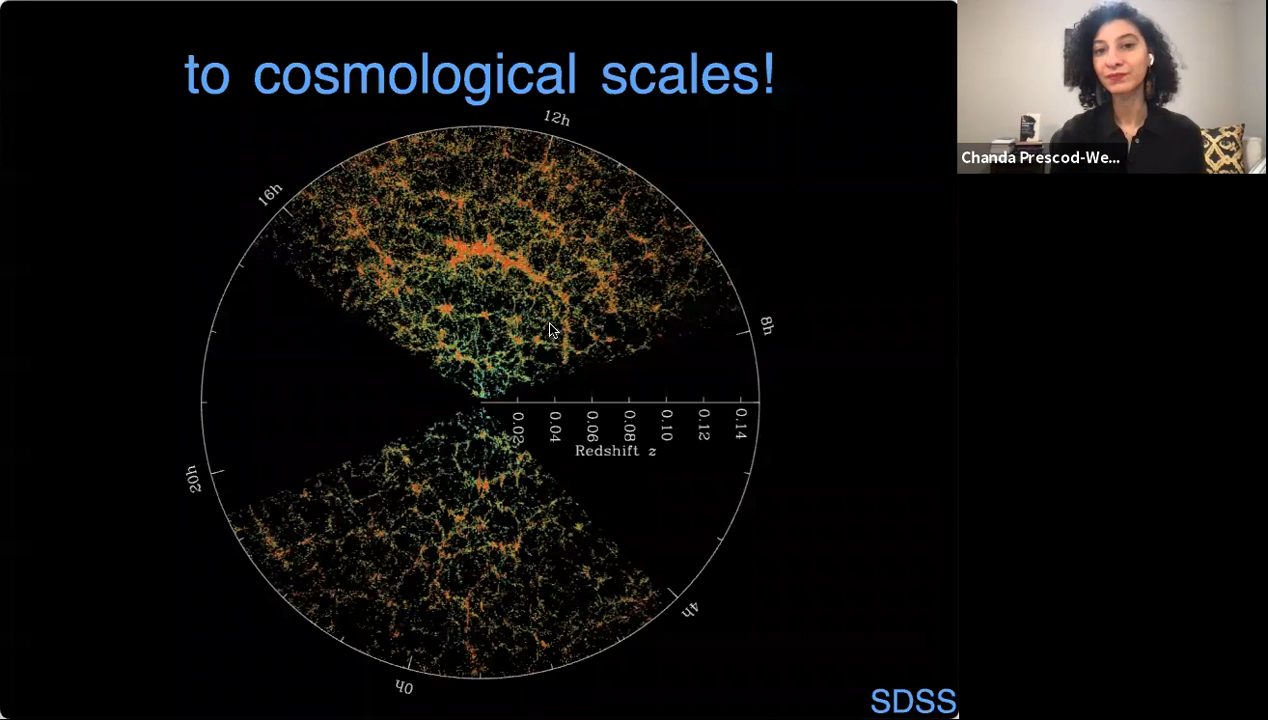 to cosmological scales!
12h
16h
8h
Chanda Prescod-We...
0.02
0.04
0.06
0.08
0.10
0.12
0.14
Redshift z
20h
4h
0h
SDSS